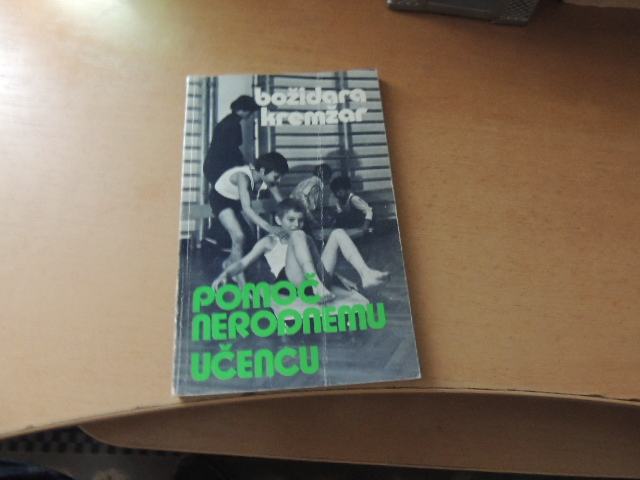 božidara
kremžar
POMOČ
NERODNEMU
UČENCU